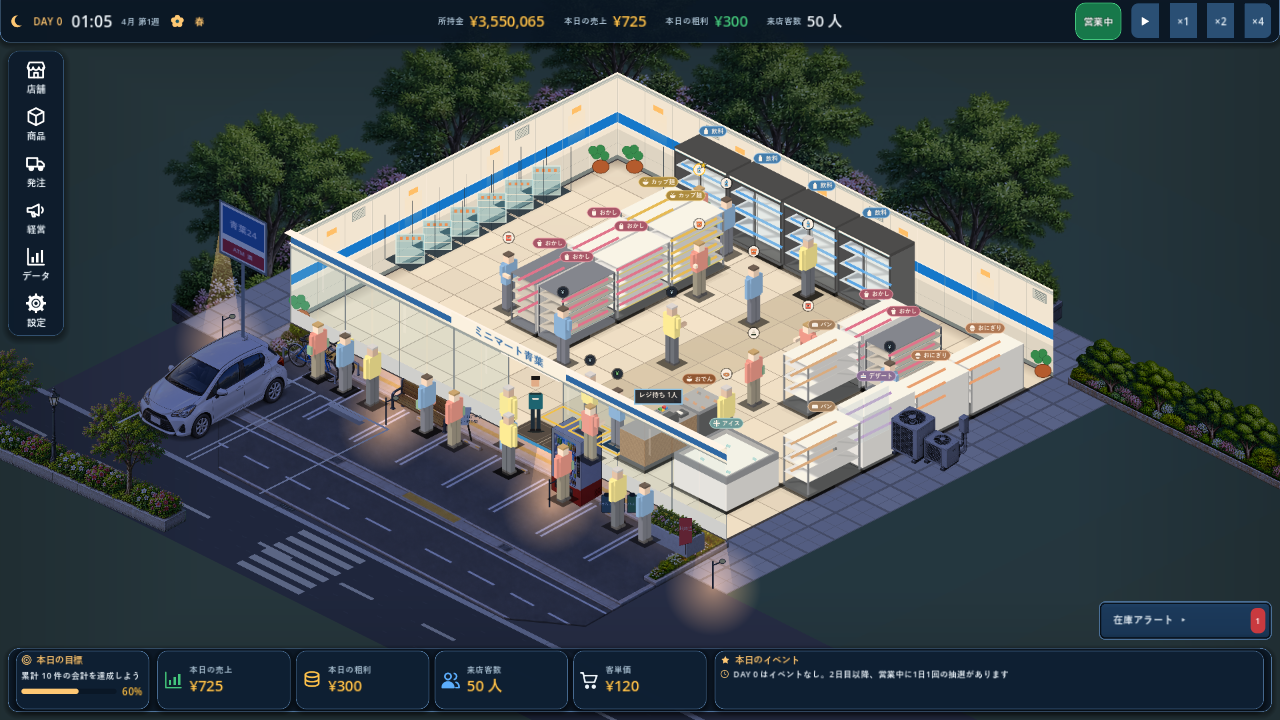 DAY 0 01:05 4月 第1週 春
所持金 ¥3,550,065 本日の売上 ¥725 本日の粗利 ¥300 来店客数 50 人
営業中 ▶ ×1 ×2 ×4
店舗
商品
発注
経営
データ
設定
青葉24
飲料
飲料
飲料
飲料
カップ麺
カップ麺
おかし
おかし
おかし
おかし
おかし
おかし
パン
おにぎり
おにぎり
デザート
パン
おでん
アイス
レジ待ち 1人
ミニマート青葉
在庫アラート 1
本日の目標
累計 10 件の会計を達成しよう
60%
本日の売上
¥725
本日の粗利
¥300
来店客数
50 人
客単価
¥120
本日のイベント
DAY 0 はイベントなし。2日目以降、営業中に1日1回の抽選があります